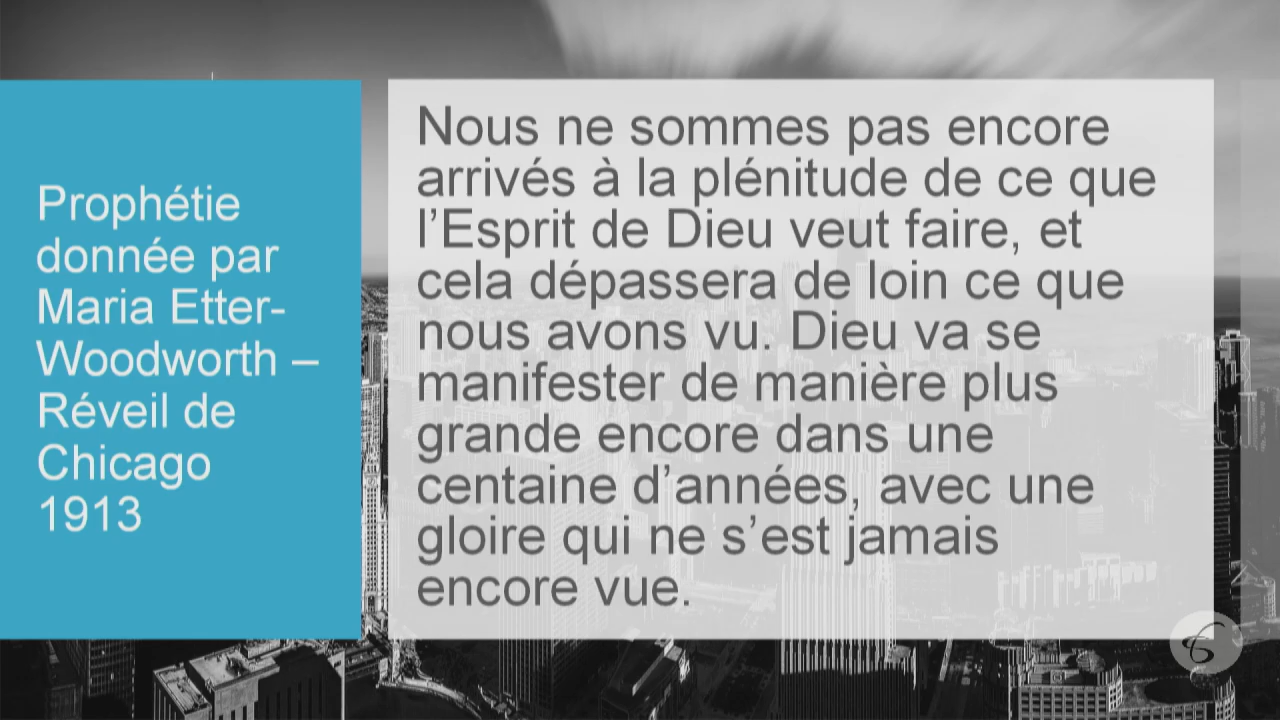 Prophétie
donnée par
Maria Etter-
Woodworth –
Réveil de
Chicago
1913
Nous ne sommes pas encore
arrivés à la plénitude de ce que
l’Esprit de Dieu veut faire, et
cela dépassera de loin ce que
nous avons vu. Dieu va se
manifester de manière plus
grande encore dans une
centaine d’années, avec une
gloire qui ne s’est jamais
encore vue.